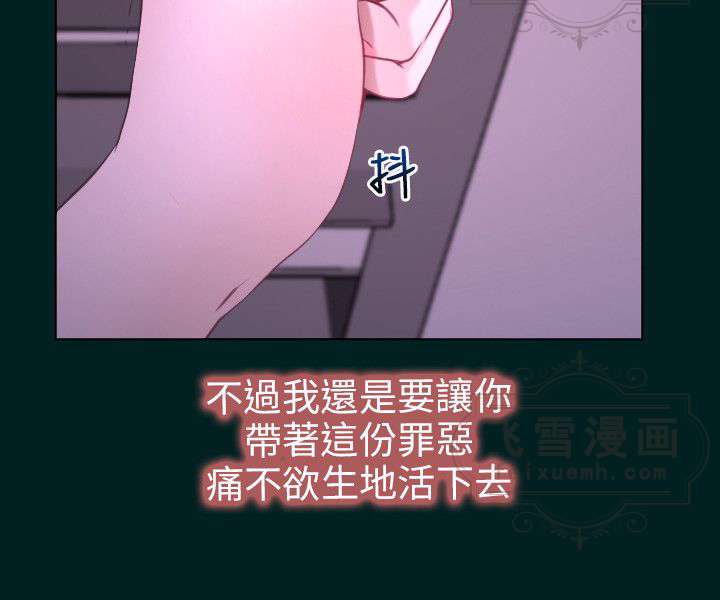 抖
不過我還是要讓你
帶著這份罪惡
痛不欲生地活下去
飞雪漫画
ixuemh.com